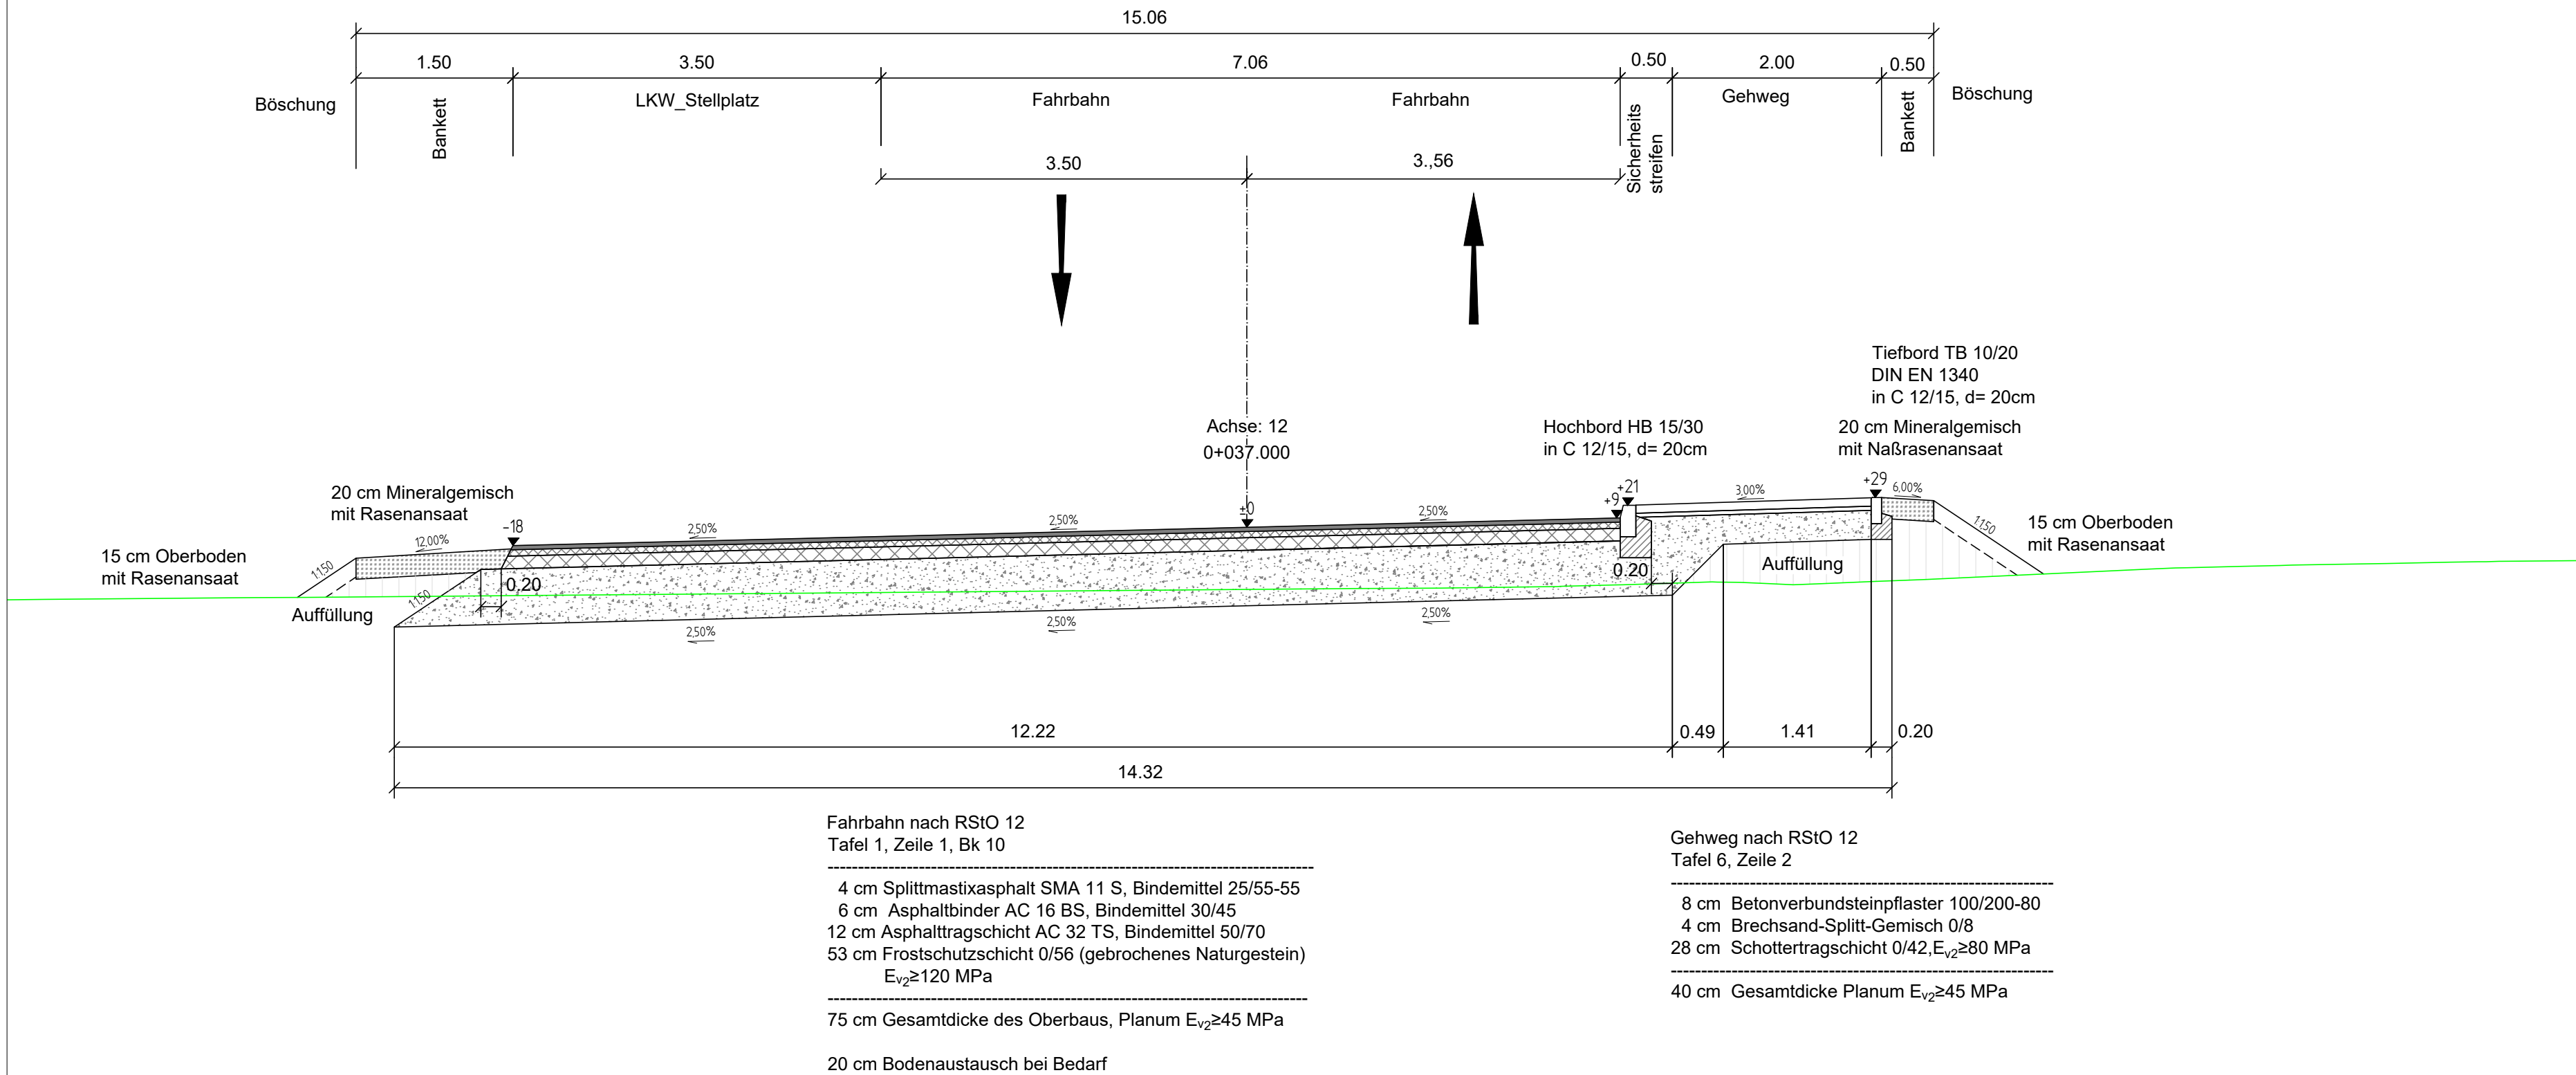 15.06
1.50
3.50
7.06
0.50
2.00
0.50
Böschung
Bankett
LKW_Stellplatz
Fahrbahn
Fahrbahn
Sicherheits
streifen
Gehweg
Bankett
Böschung
3.50
3.,56
Tiefbord TB 10/20
DIN EN 1340
in C 12/15, d= 20cm
Achse: 12
0+037.000
Hochbord HB 15/30
in C 12/15, d= 20cm
20 cm Mineralgemisch
mit Naßrasenansaat
20 cm Mineralgemisch
mit Rasenansaat
-18
2,50%
2,50%
±0
2,50%
+9
+21
3,00%
+29
6,00%
12,00%
1:1,50
15 cm Oberboden
mit Rasenansaat
1:1,50
15 cm Oberboden
mit Rasenansaat
Auffüllung
1:1,50
0,20
0.20
Auffüllung
2,50%
2,50%
2,50%
12.22
0.49
1.41
0.20
14.32
Fahrbahn nach RStO 12
Tafel 1, Zeile 1, Bk 10
--------------------------------------------------------------------------------
4 cm Splittmastixasphalt SMA 11 S, Bindemittel 25/55-55
6 cm  Asphaltbinder AC 16 BS, Bindemittel 30/45
12 cm Asphalttragschicht AC 32 TS, Bindemittel 50/70
53 cm Frostschutzschicht 0/56 (gebrochenes Naturgestein)
Ev2≥120 MPa
-------------------------------------------------------------------------------
75 cm Gesamtdicke des Oberbaus, Planum Ev2≥45 MPa
20 cm Bodenaustausch bei Bedarf
Gehweg nach RStO 12
Tafel 6, Zeile 2
---------------------------------------------------------------
8 cm  Betonverbundsteinpflaster 100/200-80
4 cm  Brechsand-Splitt-Gemisch 0/8
28 cm  Schottertragschicht 0/42,Ev2≥80 MPa
---------------------------------------------------------------
40 cm  Gesamtdicke Planum Ev2≥45 MPa